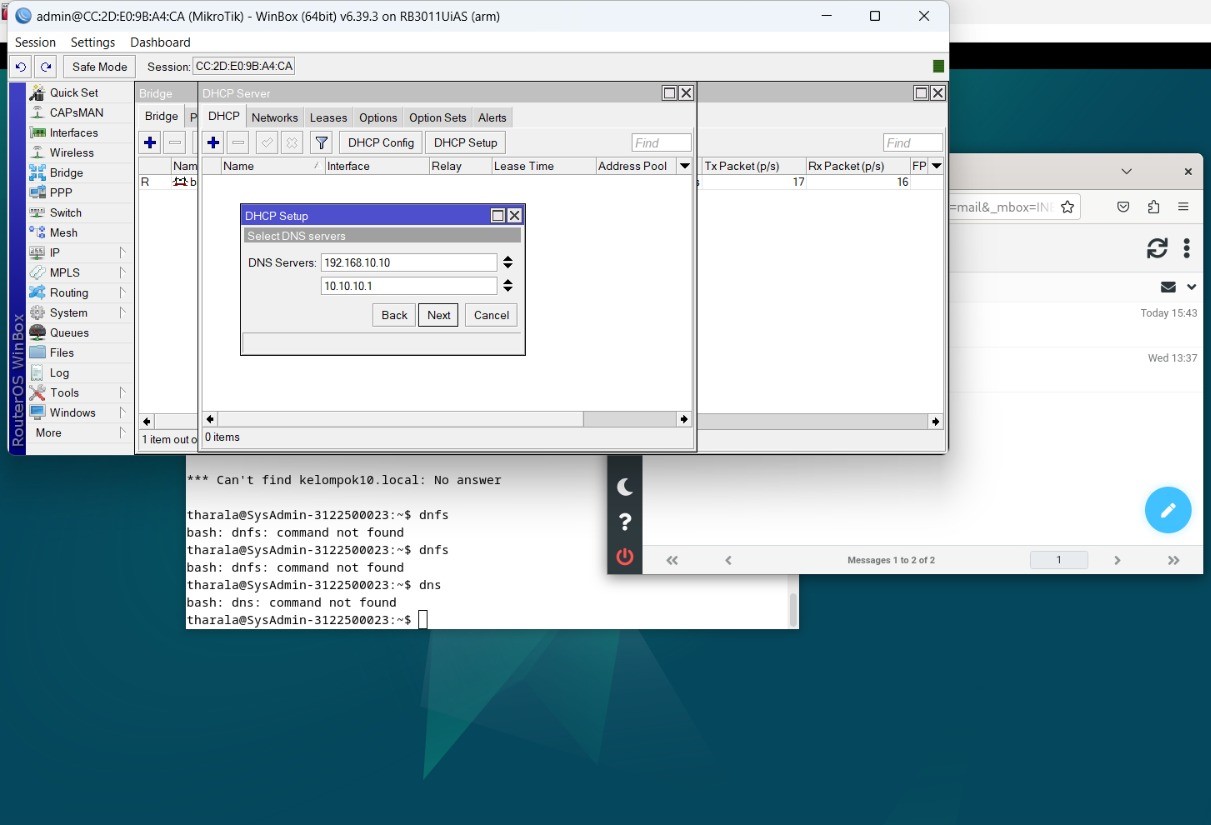 admin@CC:2D:E0:9B:A4:CA (MikroTik) - WinBox (64bit) v6.39.3 on RB3011UiAS (arm)
Session Settings Dashboard
Safe Mode Session: CC:2D:E0:9B:A4:CA
RouterOS WinBox
Quick Set
CAPsMAN
Interfaces
Wireless
Bridge
PPP
Switch
Mesh
IP
MPLS
Routing
System
Queues
Files
Log
Tools
Windows
More
Bridge
Bridge P
Nam
R b
1 item out o
DHCP Server
DHCP Networks Leases Options Option Sets Alerts
DHCP Config DHCP Setup Find
Name / Interface Relay Lease Time Address Pool
0 items
Find
Tx Packet (p/s) Rx Packet (p/s) FP
17 16
DHCP Setup
Select DNS servers
DNS Servers: 192.168.10.10
10.10.10.1
Back Next Cancel
*** Can't find kelompok10.local: No answer
tharala@SysAdmin-3122500023:~$ dnfs
bash: dnfs: command not found
tharala@SysAdmin-3122500023:~$ dnfs
bash: dnfs: command not found
tharala@SysAdmin-3122500023:~$ dns
bash: dns: command not found
tharala@SysAdmin-3122500023:~$
=mail&_mbox=IN
Today 15:43
Wed 13:37
Messages 1 to 2 of 2 1